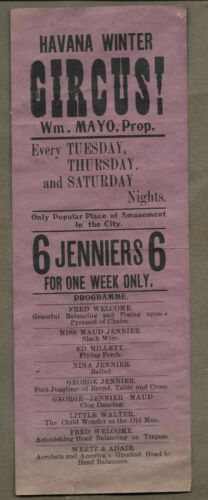 HAVANA WINTER
CIRCUS!
Wm. MAYO, Prop.
Every TUESDAY,
THURSDAY,
and SATURDAY
Nights.
Only Popular Place of Amusement
in the City.
6 JENNIERS 6
FOR ONE WEEK ONLY.
PROGRAMME.
FRED WELCOME.
Graceful Balancing and Posing upon a
Pyramid of Chairs.
MISS MAUD JENNIER
Slack Wire.
ED MILLETT.
Flying Perch.
NINA JENNIER
Ballad.
GEORGE JENNIER.
Foot Juggling of Barrel, Table and Cross
GEORGE—JENNIER—MAUD
Clog Dancing.
LITTLE WALTER,
The Child Wonder as the Old Man.
FRED WELCOME.
Astonishing Head Balancing on Trapeze.
WERTZ & ADAIR.
Acrobats and America's Greatest Head to
Head Balancers.